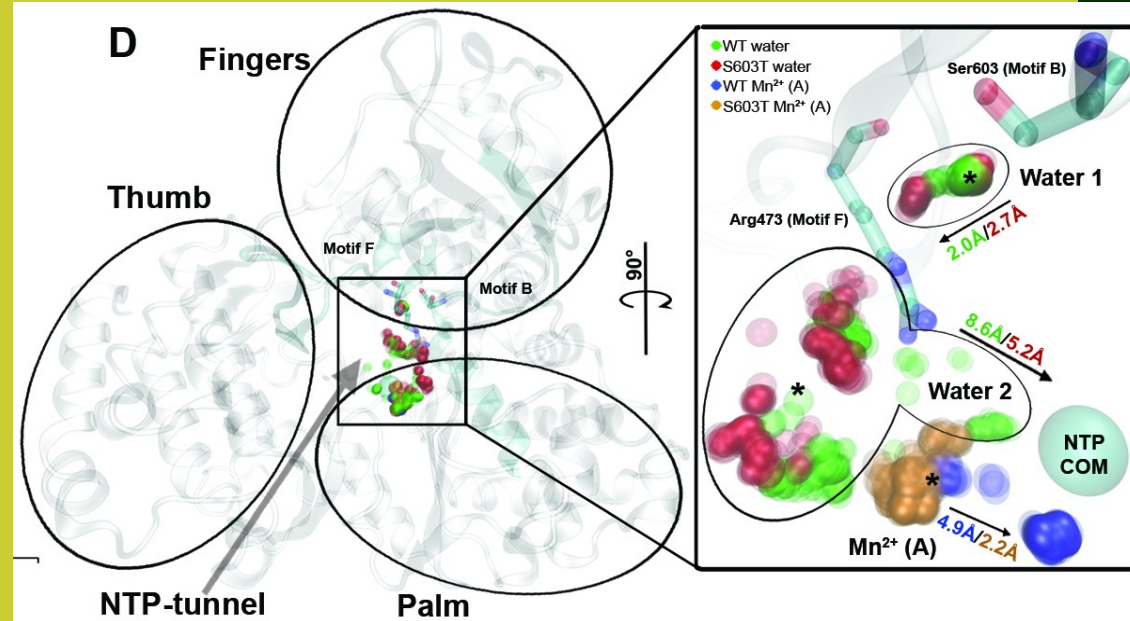 D
Fingers
Thumb
Motif F
Motif B
NTP-tunnel
Palm
90°
WT water
S603T water
WT Mn²⁺ (A)
S603T Mn²⁺ (A)
Ser603 (Motif B)
* Water 1
2.0Å/2.7Å
Arg473 (Motif F)
8.6Å/5.2Å
* Water 2
NTP
COM
*
4.9Å/2.2Å
Mn²⁺ (A)